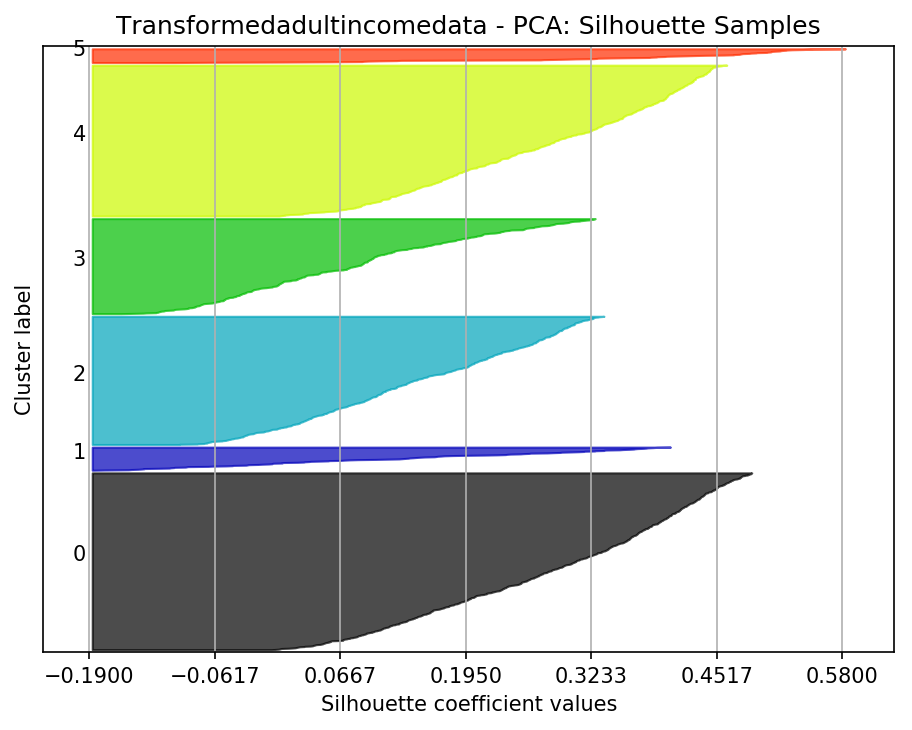 Transformedadultincomedata - PCA: Silhouette Samples
5
4
3
2
1
0
Cluster label
−0.1900 −0.0617 0.0667 0.1950 0.3233 0.4517 0.5800
Silhouette coefficient values